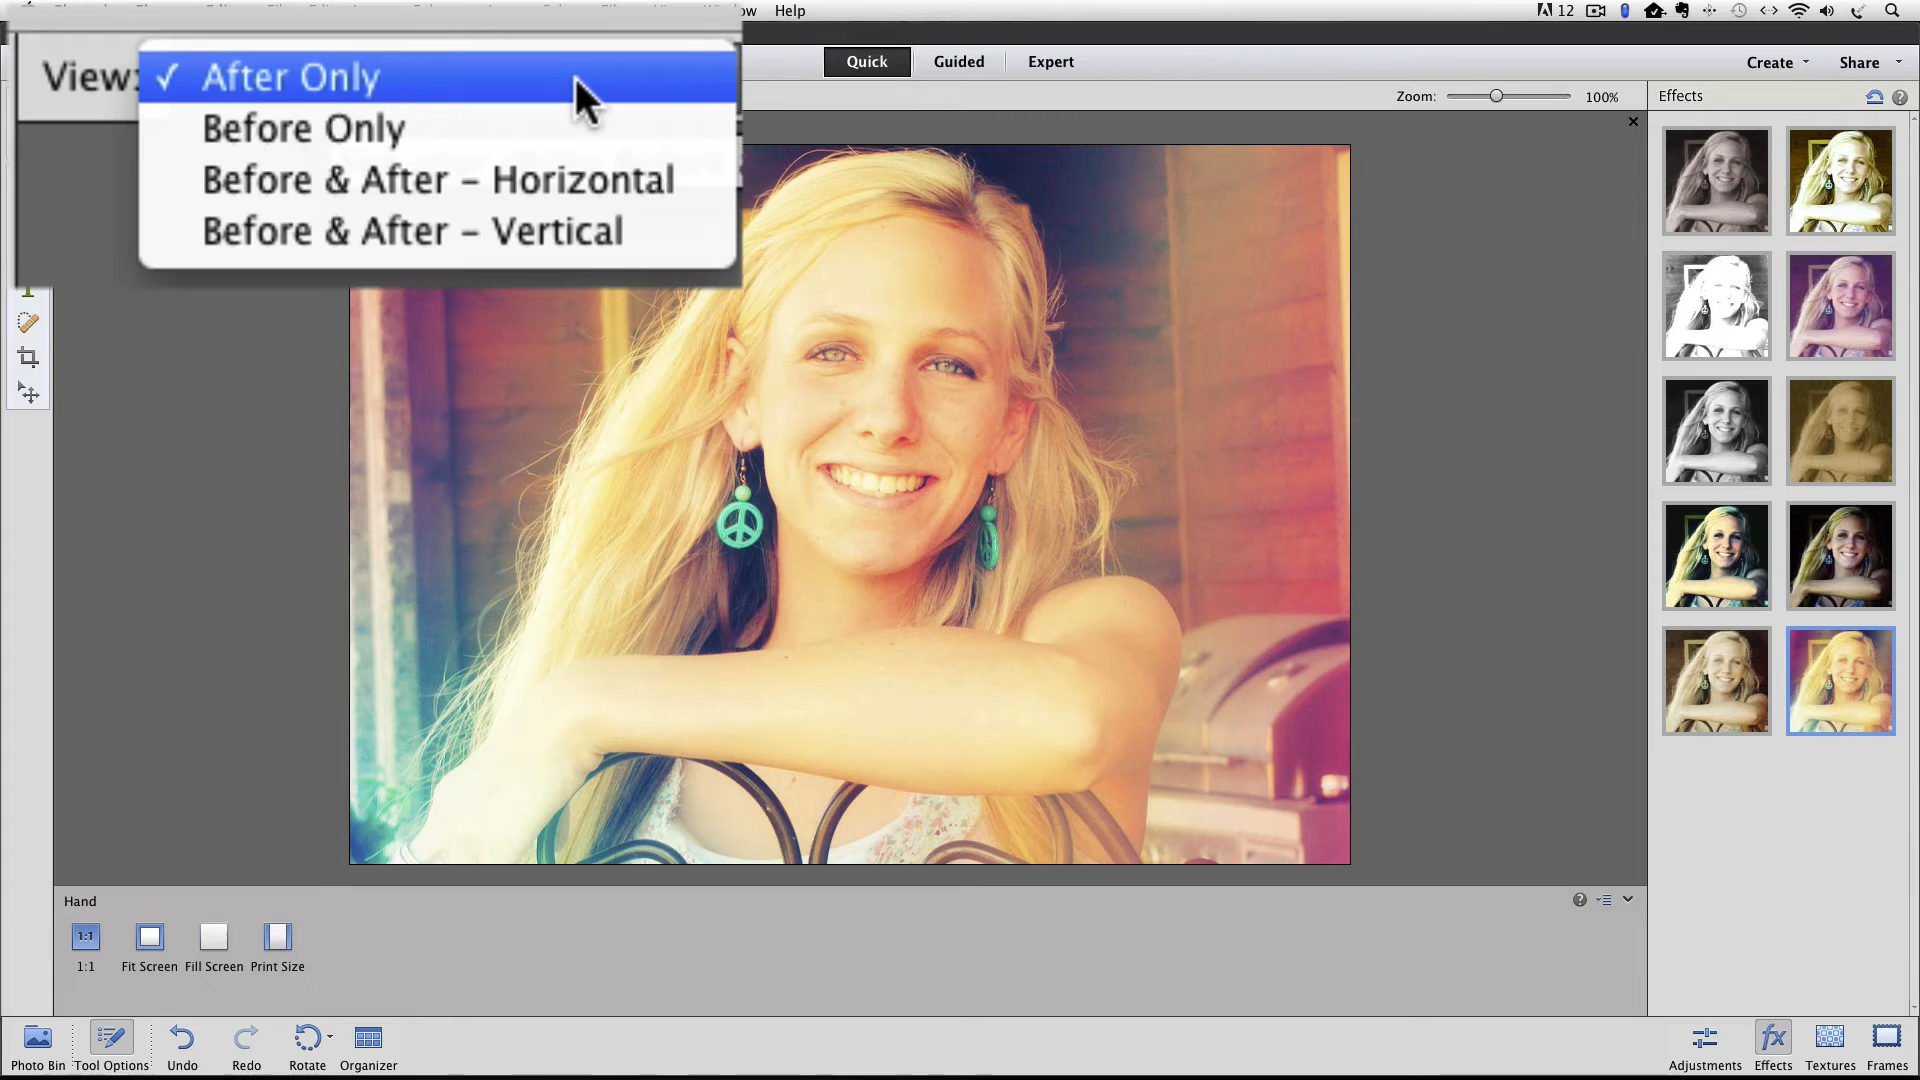 Help
12
View:
✓ After Only
Before Only
Before & After – Horizontal
Before & After – Vertical
Quick
Guided
Expert
Create
Share
Zoom:
100%
Effects
Hand
1:1
1:1
Fit Screen
Fill Screen
Print Size
Photo Bin
Tool Options
Undo
Redo
Rotate
Organizer
Adjustments
fx
Effects
Textures
Frames